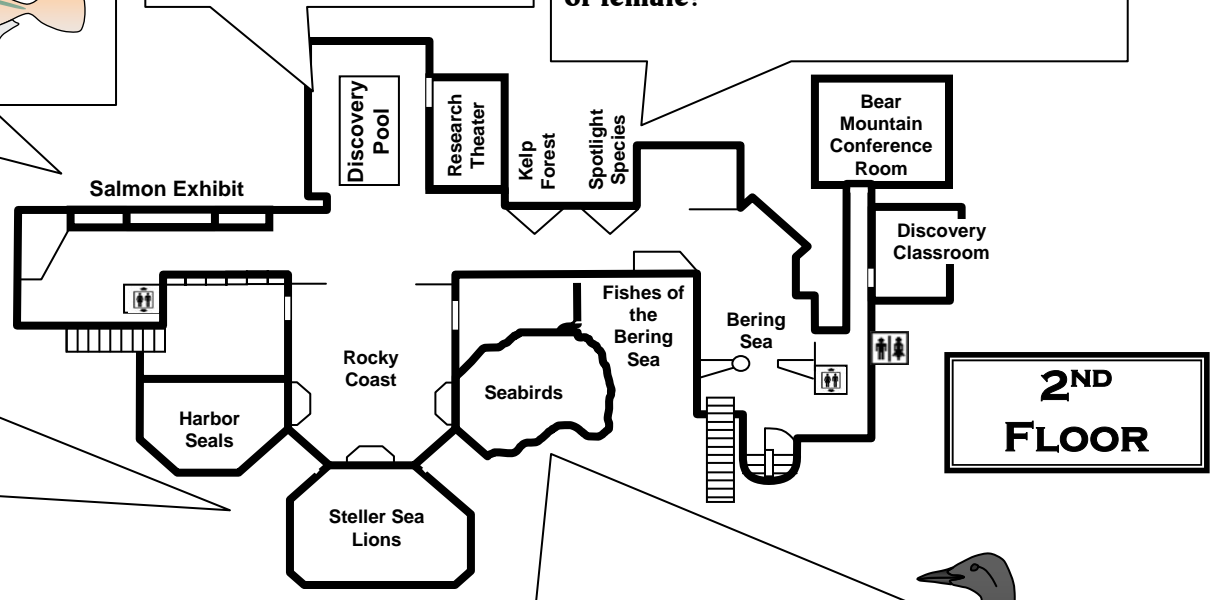 or female?
Discovery
Pool
Research
Theater
Kelp
Forest
Spotlight
Species
Bear
Mountain
Conference
Room
Salmon Exhibit
Discovery
Classroom
Fishes of
the
Bering
Sea
Bering
Sea
Rocky
Coast
Seabirds
Harbor
Seals
2ND
FLOOR
Steller Sea
Lions